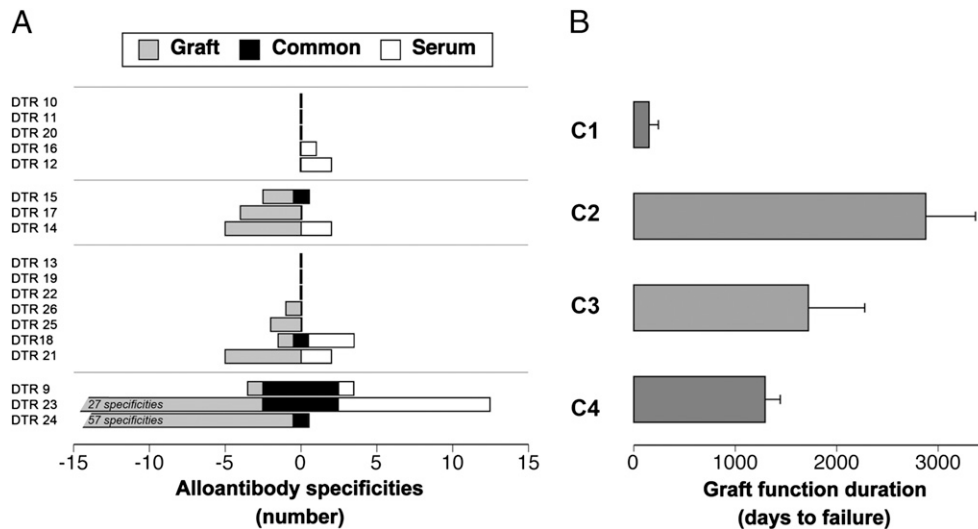 A
B
Graft Common Serum
DTR 10
DTR 11
DTR 20
DTR 16
DTR 12
DTR 15
DTR 17
DTR 14
DTR 13
DTR 19
DTR 22
DTR 26
DTR 25
DTR18
DTR 21
DTR 9
DTR 23
27 specificities
DTR 24
57 specificities
-15 -10 -5 0 5 10 15
Alloantibody specificities
(number)
C1
C2
C3
C4
0 1000 2000 3000
Graft function duration
(days to failure)